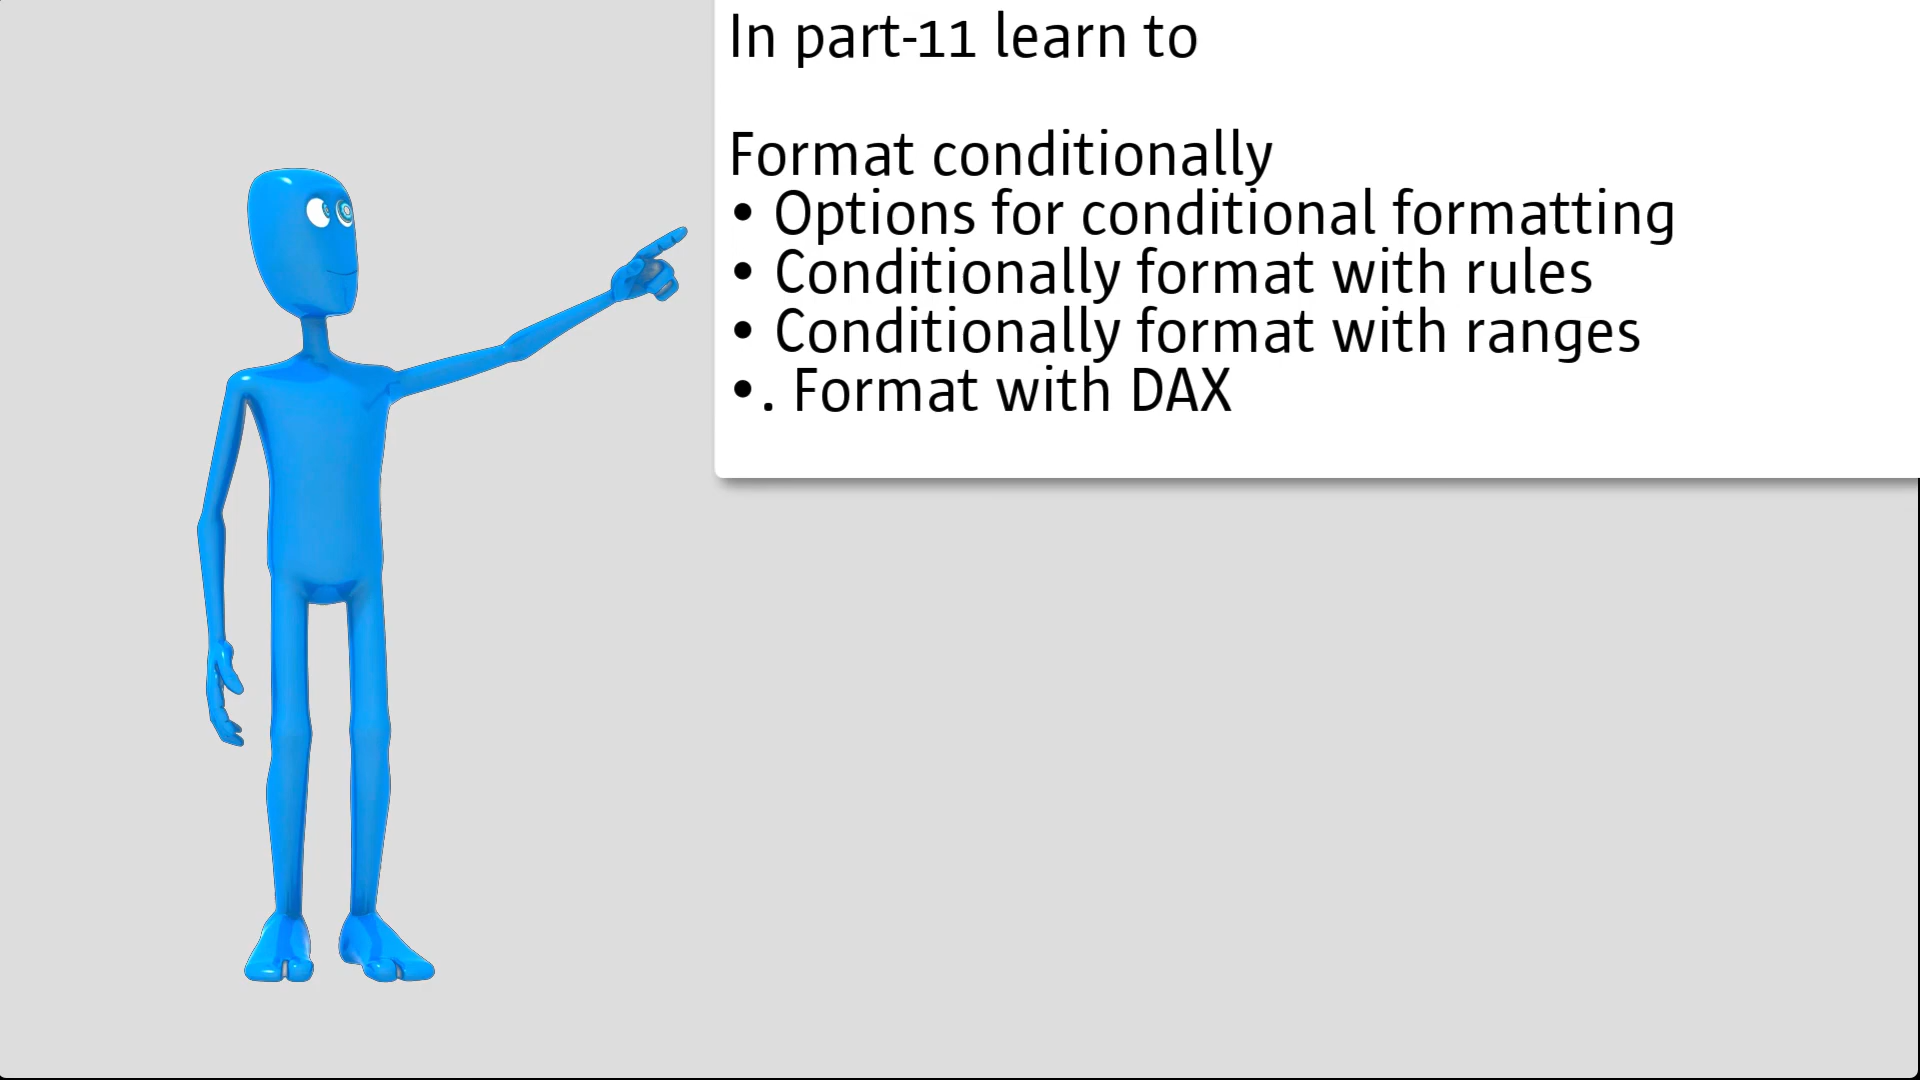 In part-11 learn to
Format conditionally
• Options for conditional formatting
• Conditionally format with rules
• Conditionally format with ranges
•. Format with DAX